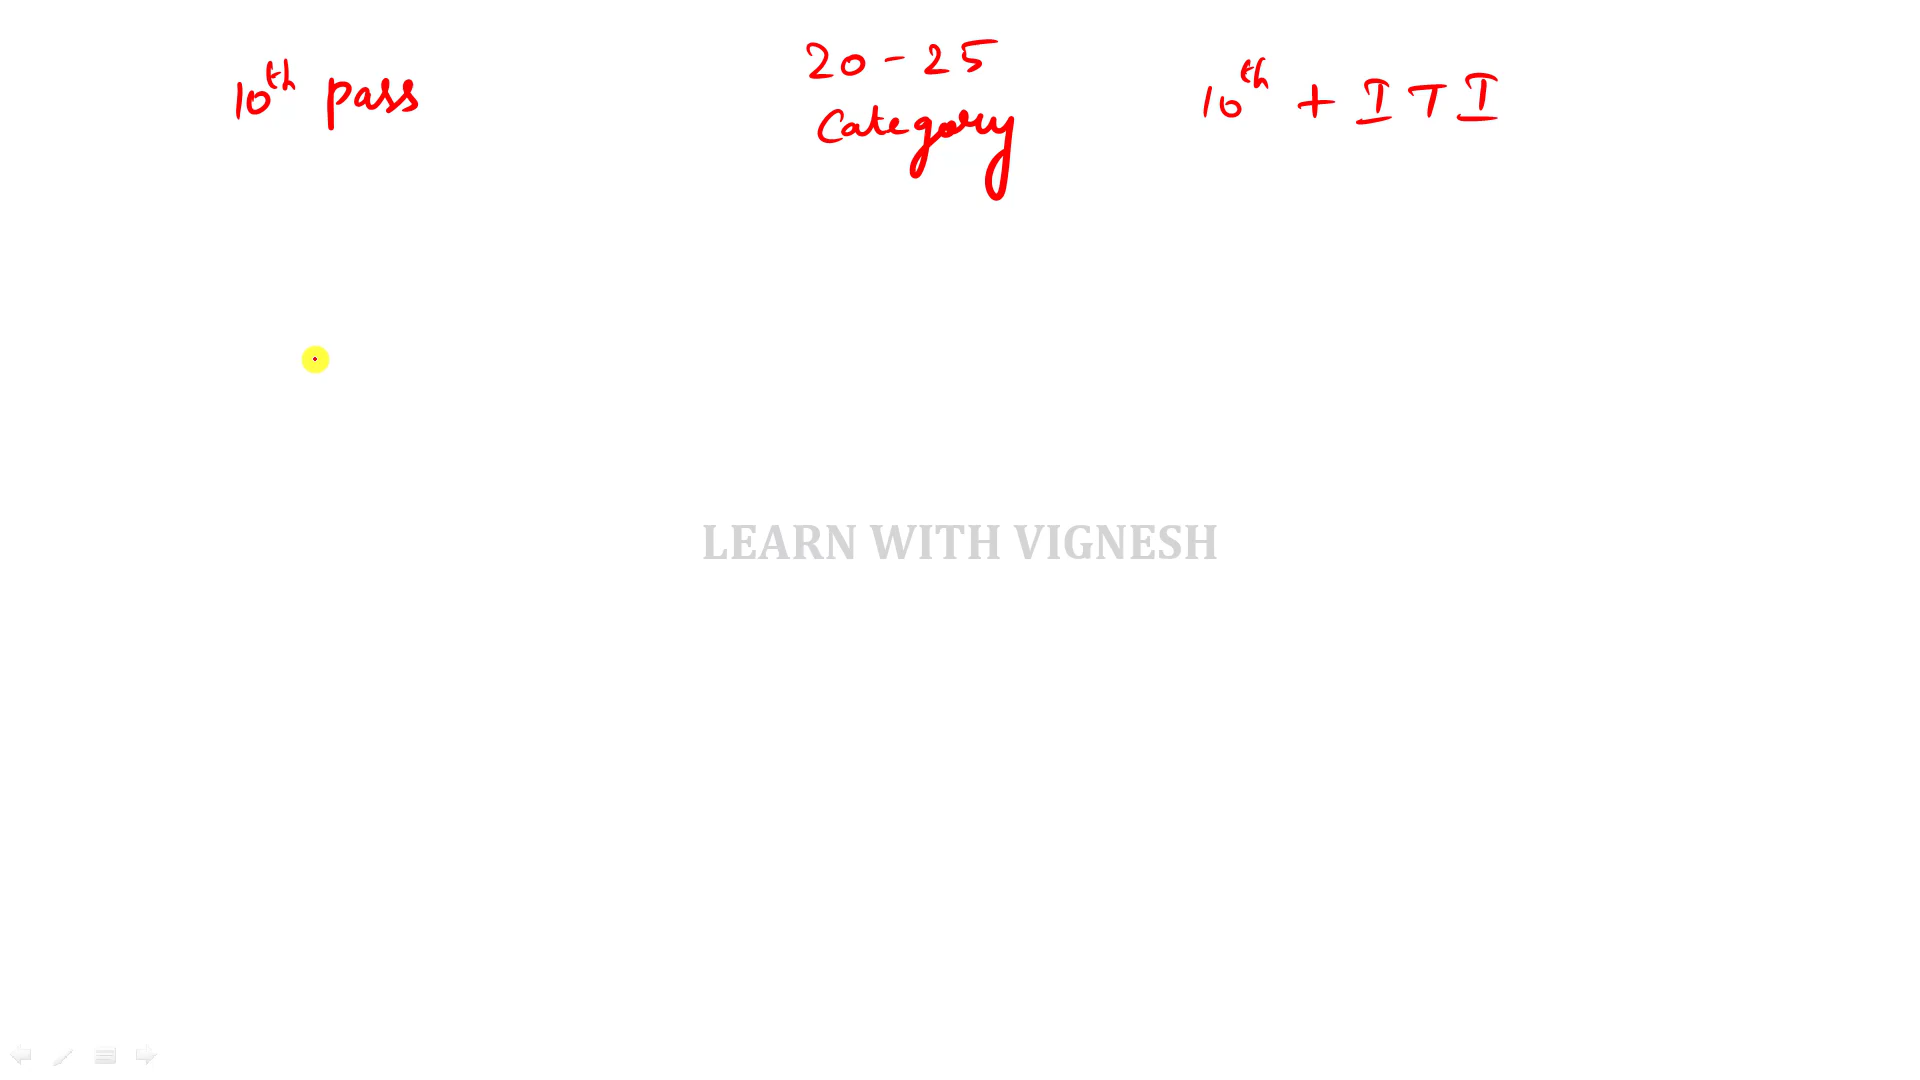 10th pass
20-25
Category
10th + ITI
LEARN WITH VIGNESH